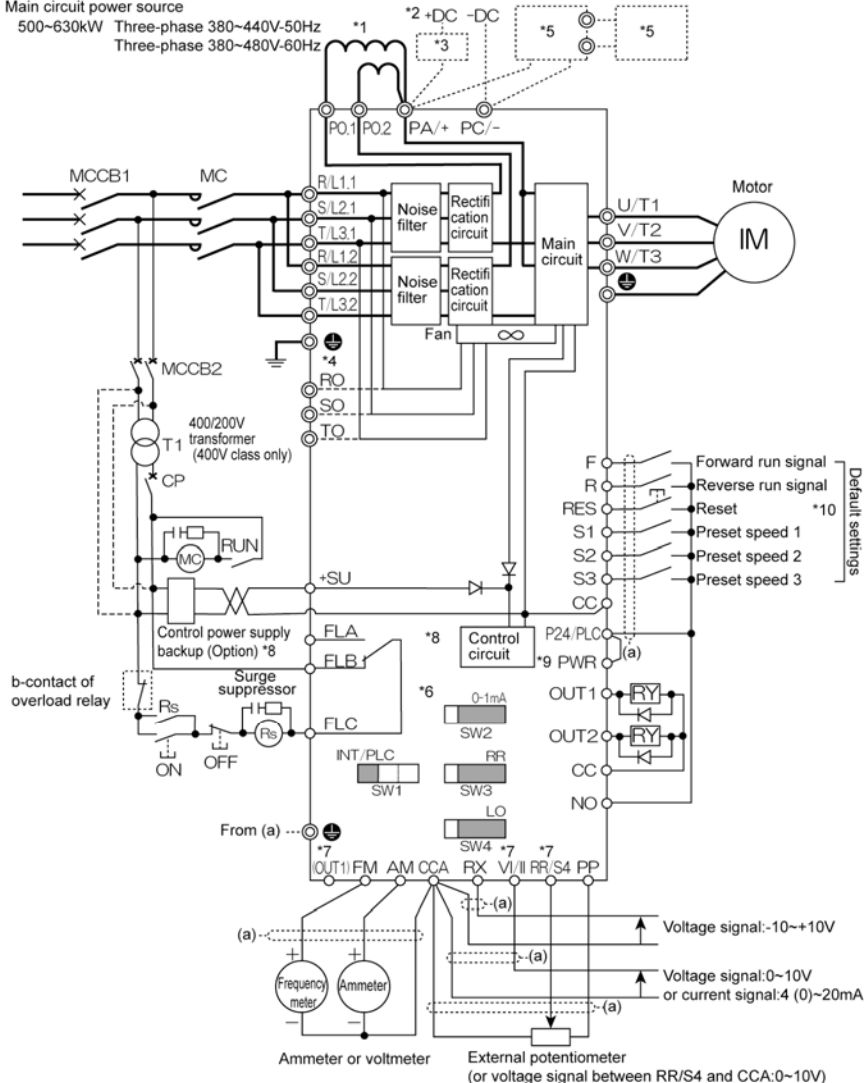 Main circuit power source
500~630kW Three-phase 380~440V-50Hz
Three-phase 380~480V-60Hz
*1
*2 +DC -DC
*3
*5
*5
PO.1 PO.2 PA/+ PC/-
MCCB1 MC
R/L1.1
S/L2.1
T/L3.1
R/L1.2
S/L2.2
T/L3.2
Noise filter
Rectifi cation circuit
Noise filter
Rectifi cation circuit
Main circuit
Fan
U/T1
V/T2
W/T3
Motor
IM
*4
RO
SO
TO
MCCB2
T1
400/200V
transformer
(400V class only)
CP
MC
RUN
F Forward run signal
R Reverse run signal
RES Reset
*10
S1 Preset speed 1
S2 Preset speed 2
S3 Preset speed 3
Default settings
CC
P24/PLC
(a)
*9 PWR
+SU
Control power supply
backup (Option) *8
FLA
FLB
FLC
*8
Control circuit
*6
b-contact of
overload relay
Surge
suppressor
Rs
Rs
ON
OFF
OUT1 RY
OUT2 RY
CC
NO
0-1mA
SW2
INT/PLC
SW1
RR
SW3
LO
SW4
From (a)
*7 *7 *7
(OUT1) FM AM CCA RX VI/II RR/S4 PP
(a)
Voltage signal:-10~+10V
(a)
(a)
Voltage signal:0~10V
or current signal:4 (0)~20mA
(a)
+ +
Frequency meter
Ammeter
− −
Ammeter or voltmeter
External potentiometer
(or voltage signal between RR/S4 and CCA:0~10V)